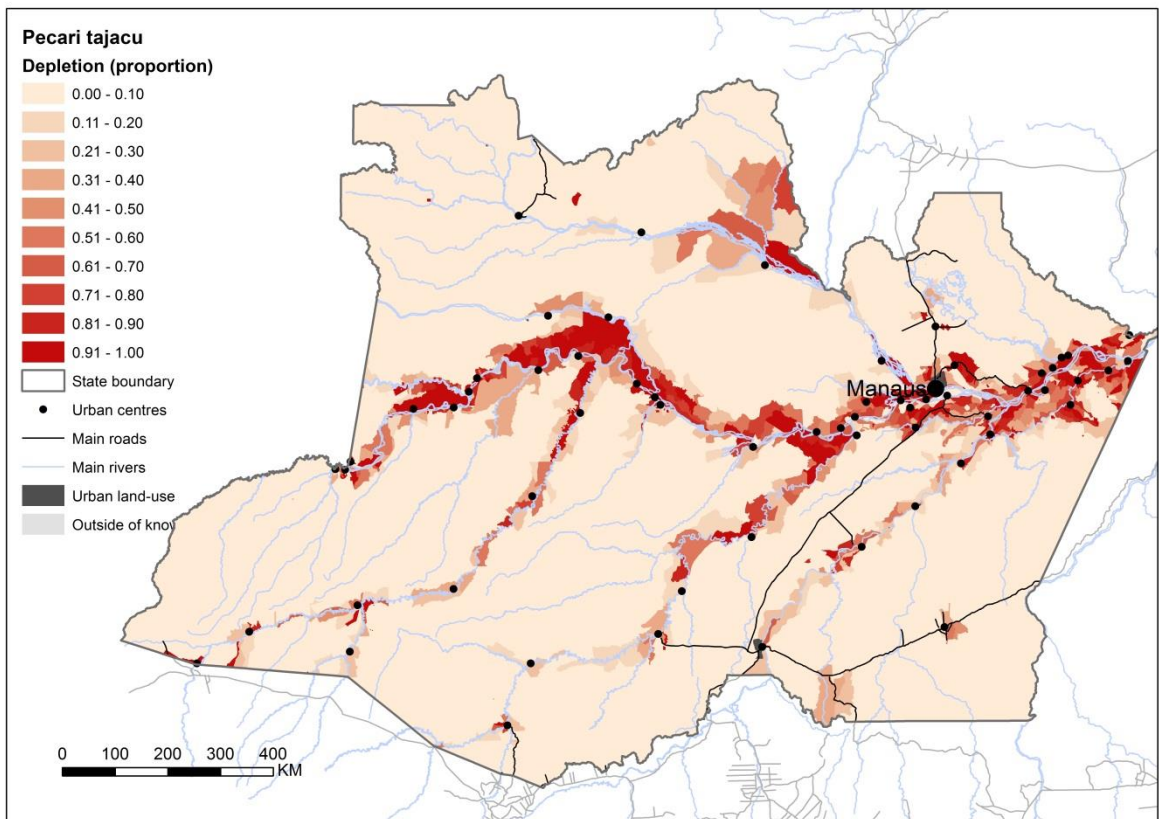 Pecari tajacu
Depletion (proportion)
0.00 - 0.10
0.11 - 0.20
0.21 - 0.30
0.31 - 0.40
0.41 - 0.50
0.51 - 0.60
0.61 - 0.70
0.71 - 0.80
0.81 - 0.90
0.91 - 1.00
State boundary
Urban centres
Main roads
Main rivers
Urban land-use
Outside of know
Manaus
0 100 200 300 400
KM